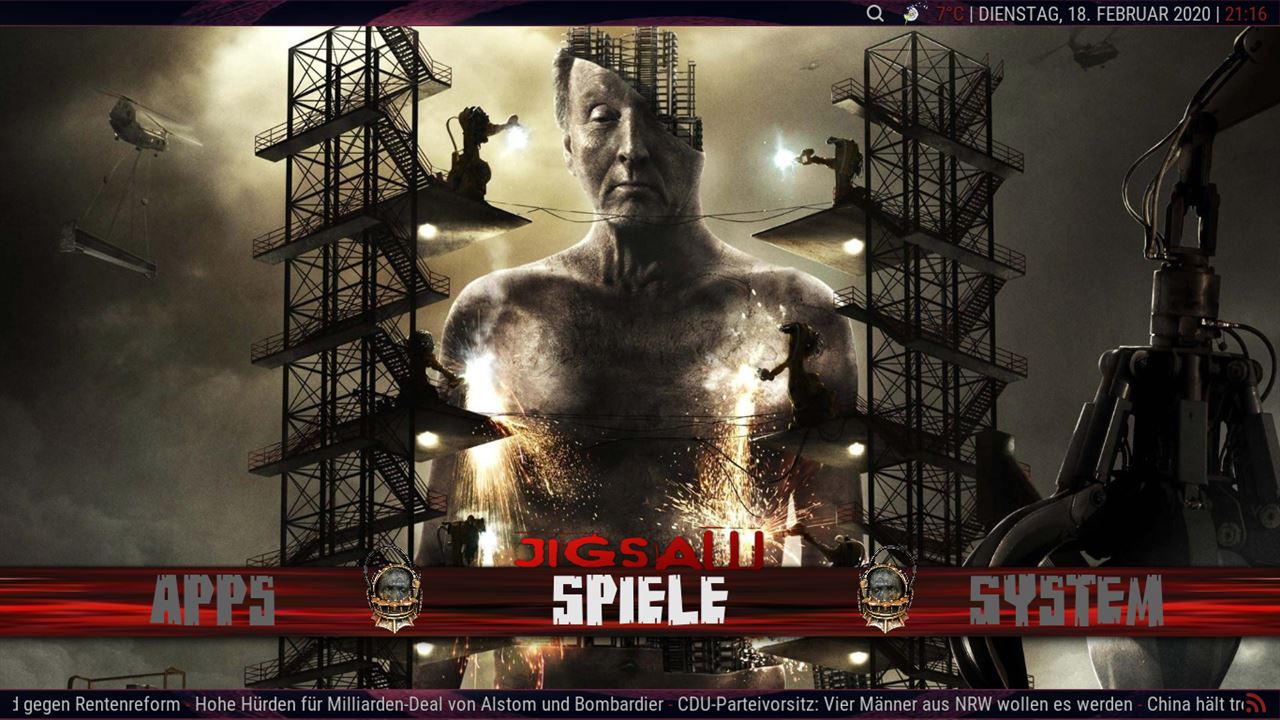 7°C | DIENSTAG, 18. FEBRUAR 2020 | 21:16
JIGSAW
APPS SPIELE SYSTEM
gegen Rentenreform - Hohe Hürden für Milliarden-Deal von Alstom und Bombardier - CDU-Parteivorsitz: Vier Männer aus NRW wollen es werden - China hält